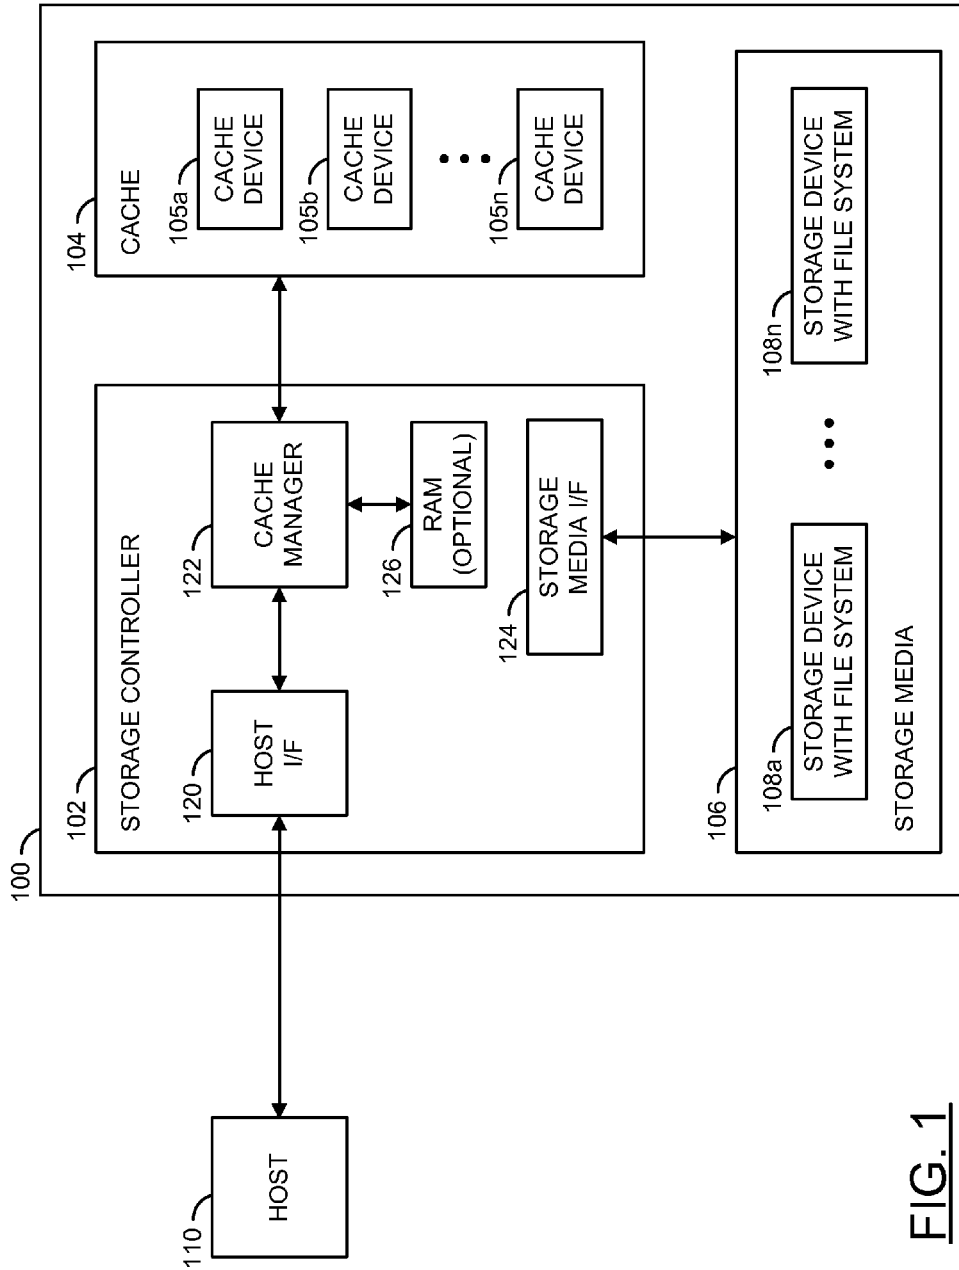 100
102
STORAGE CONTROLLER
104
CACHE
110
HOST
120
HOST
I/F
122
CACHE
MANAGER
105a
CACHE
DEVICE
105b
CACHE
DEVICE
105n
CACHE
DEVICE
126
RAM
(OPTIONAL)
124
STORAGE
MEDIA I/F
106
108a
STORAGE DEVICE
WITH FILE SYSTEM
108n
STORAGE DEVICE
WITH FILE SYSTEM
STORAGE MEDIA
FIG. 1